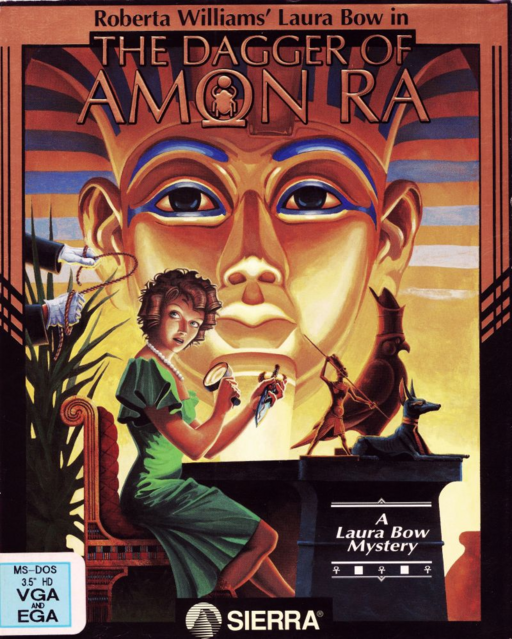 Roberta Williams' Laura Bow in
THE DAGGER OF
AMON RA
A
Laura Bow
Mystery
MS-DOS
3.5" HD
VGA
AND
EGA
SIERRA®